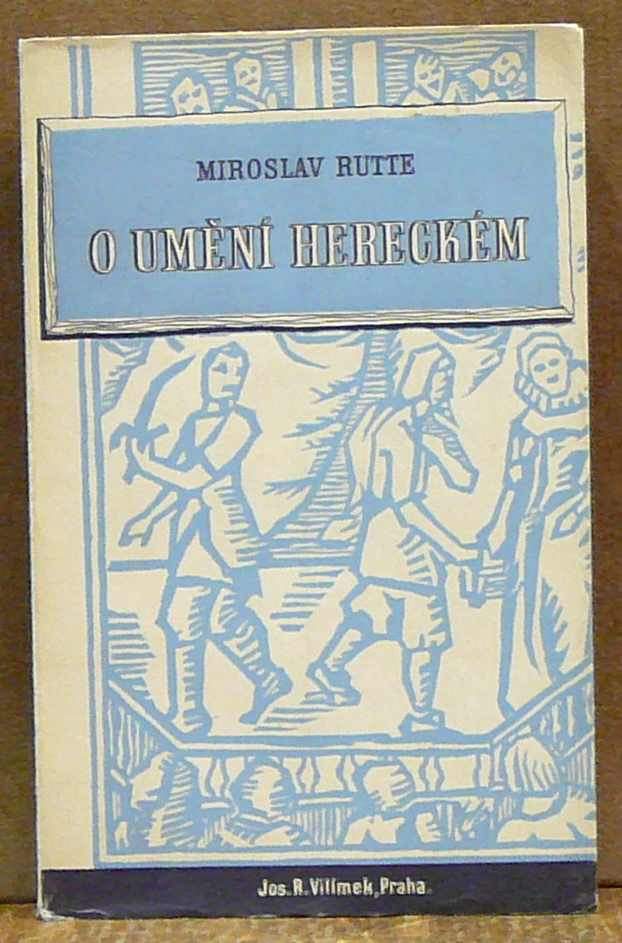 MIROSLAV RUTTE
O UMĚNÍ HERECKÉM
Jos. R. Vilímek, Praha.